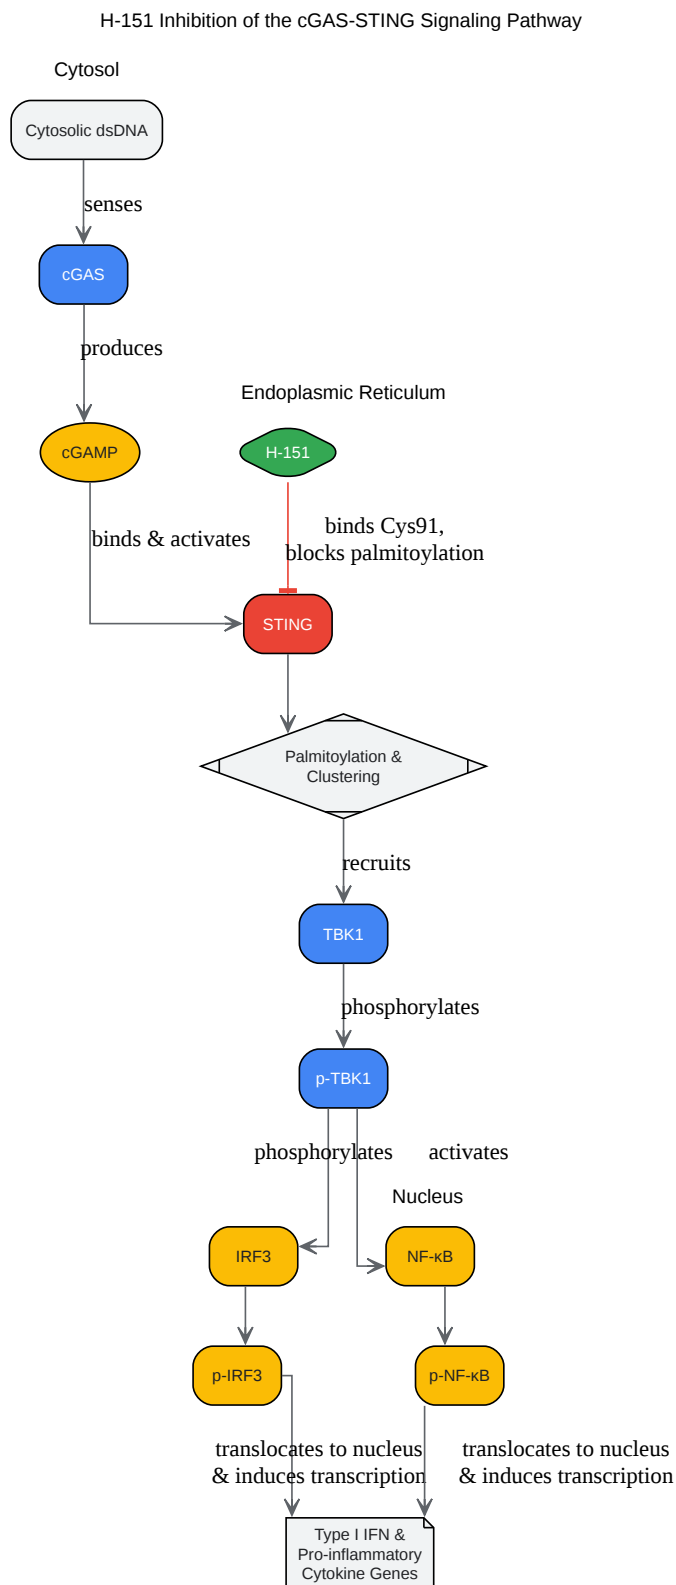 H-151 Inhibition of the cGAS-STING Signaling Pathway
Cytosol
Cytosolic dsDNA
senses
cGAS
produces
Endoplasmic Reticulum
cGAMP
H-151
binds & activates
binds Cys91,
blocks palmitoylation
STING
Palmitoylation &
Clustering
recruits
TBK1
phosphorylates
p-TBK1
phosphorylates
activates
Nucleus
IRF3
NF-κB
p-IRF3
p-NF-κB
translocates to nucleus
& induces transcription
translocates to nucleus
& induces transcription
Type I IFN &
Pro-inflammatory
Cytokine Genes